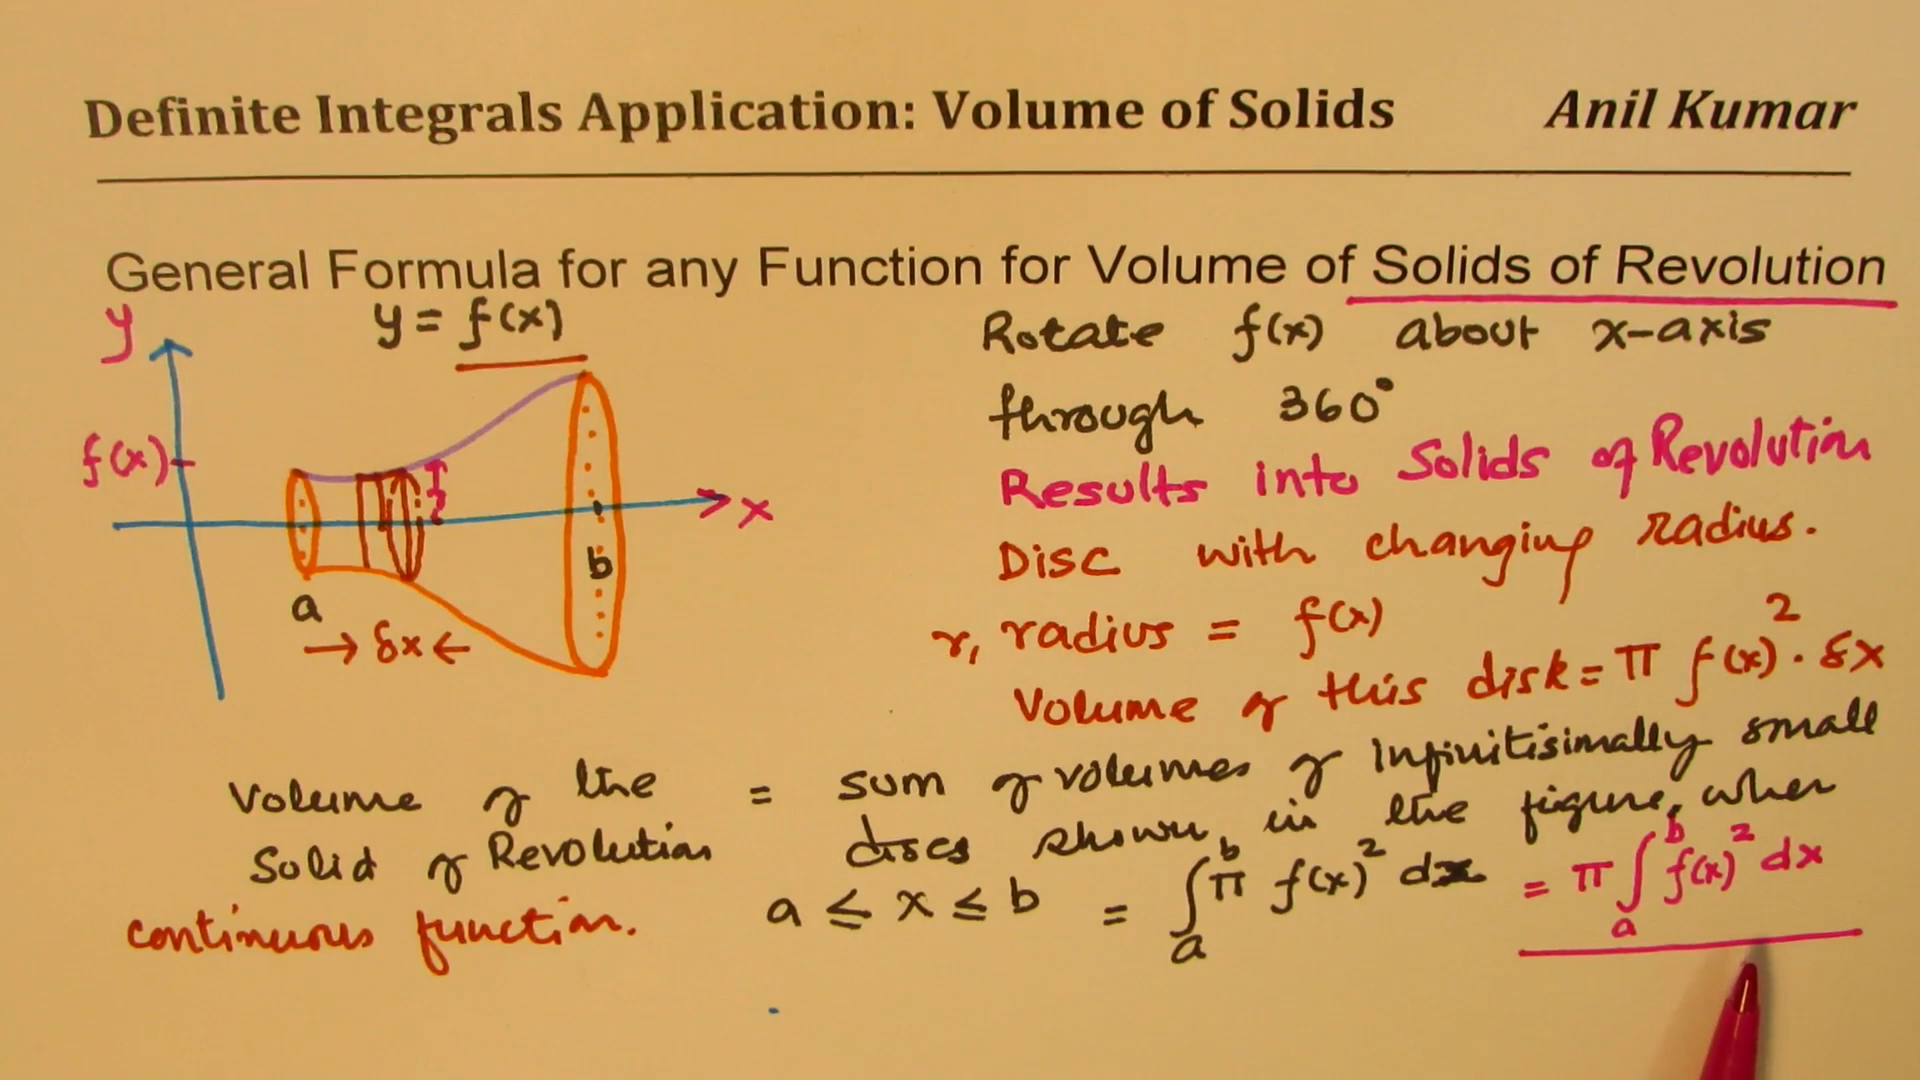 Definite Integrals Application: Volume of Solids Anil Kumar
General Formula for any Function for Volume of Solids of Revolution
y
y = f(x)
f(x)
r
x
b
a
→ δx ←
Rotate f(x) about x-axis
through 360°
Results into Solids of Revolution
Disc with changing radius.
r, radius = f(x)
Volume of this disk = π f(x)² · δx
Volume of the = sum of volumes of Infinitisimally small
Solid of Revolution discs shown in the figure, when
a ≤ x ≤ b = ∫ₐᵇ π f(x)² dx = π ∫ₐᵇ f(x)² dx
continuous function.